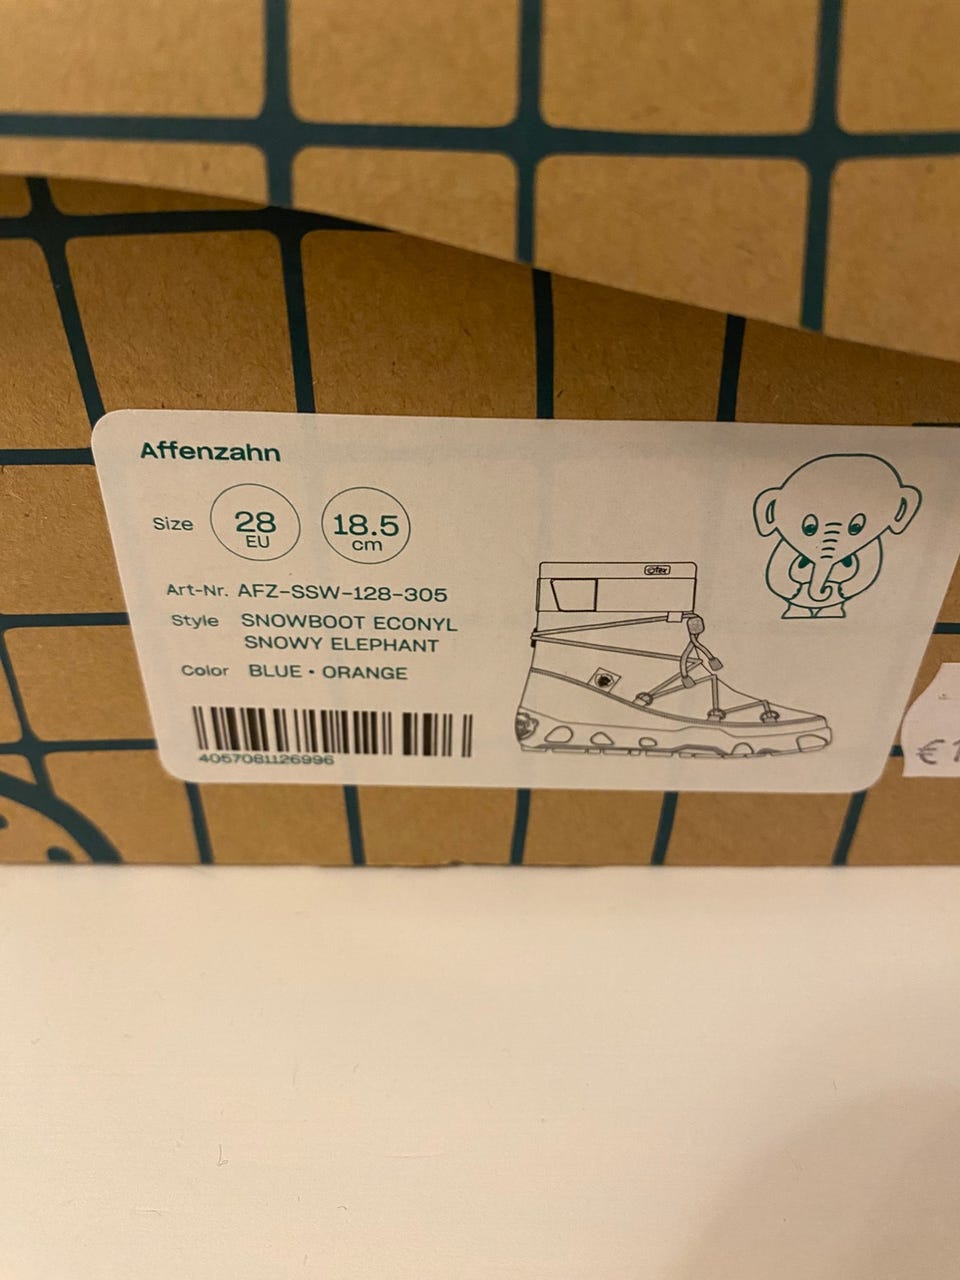 Affenzahn
Size 28 EU 18.5 cm
Art-Nr. AFZ-SSW-128-305
Style SNOWBOOT ECONYL
SNOWY ELEPHANT
Color BLUE • ORANGE
4057081126996
tex
€